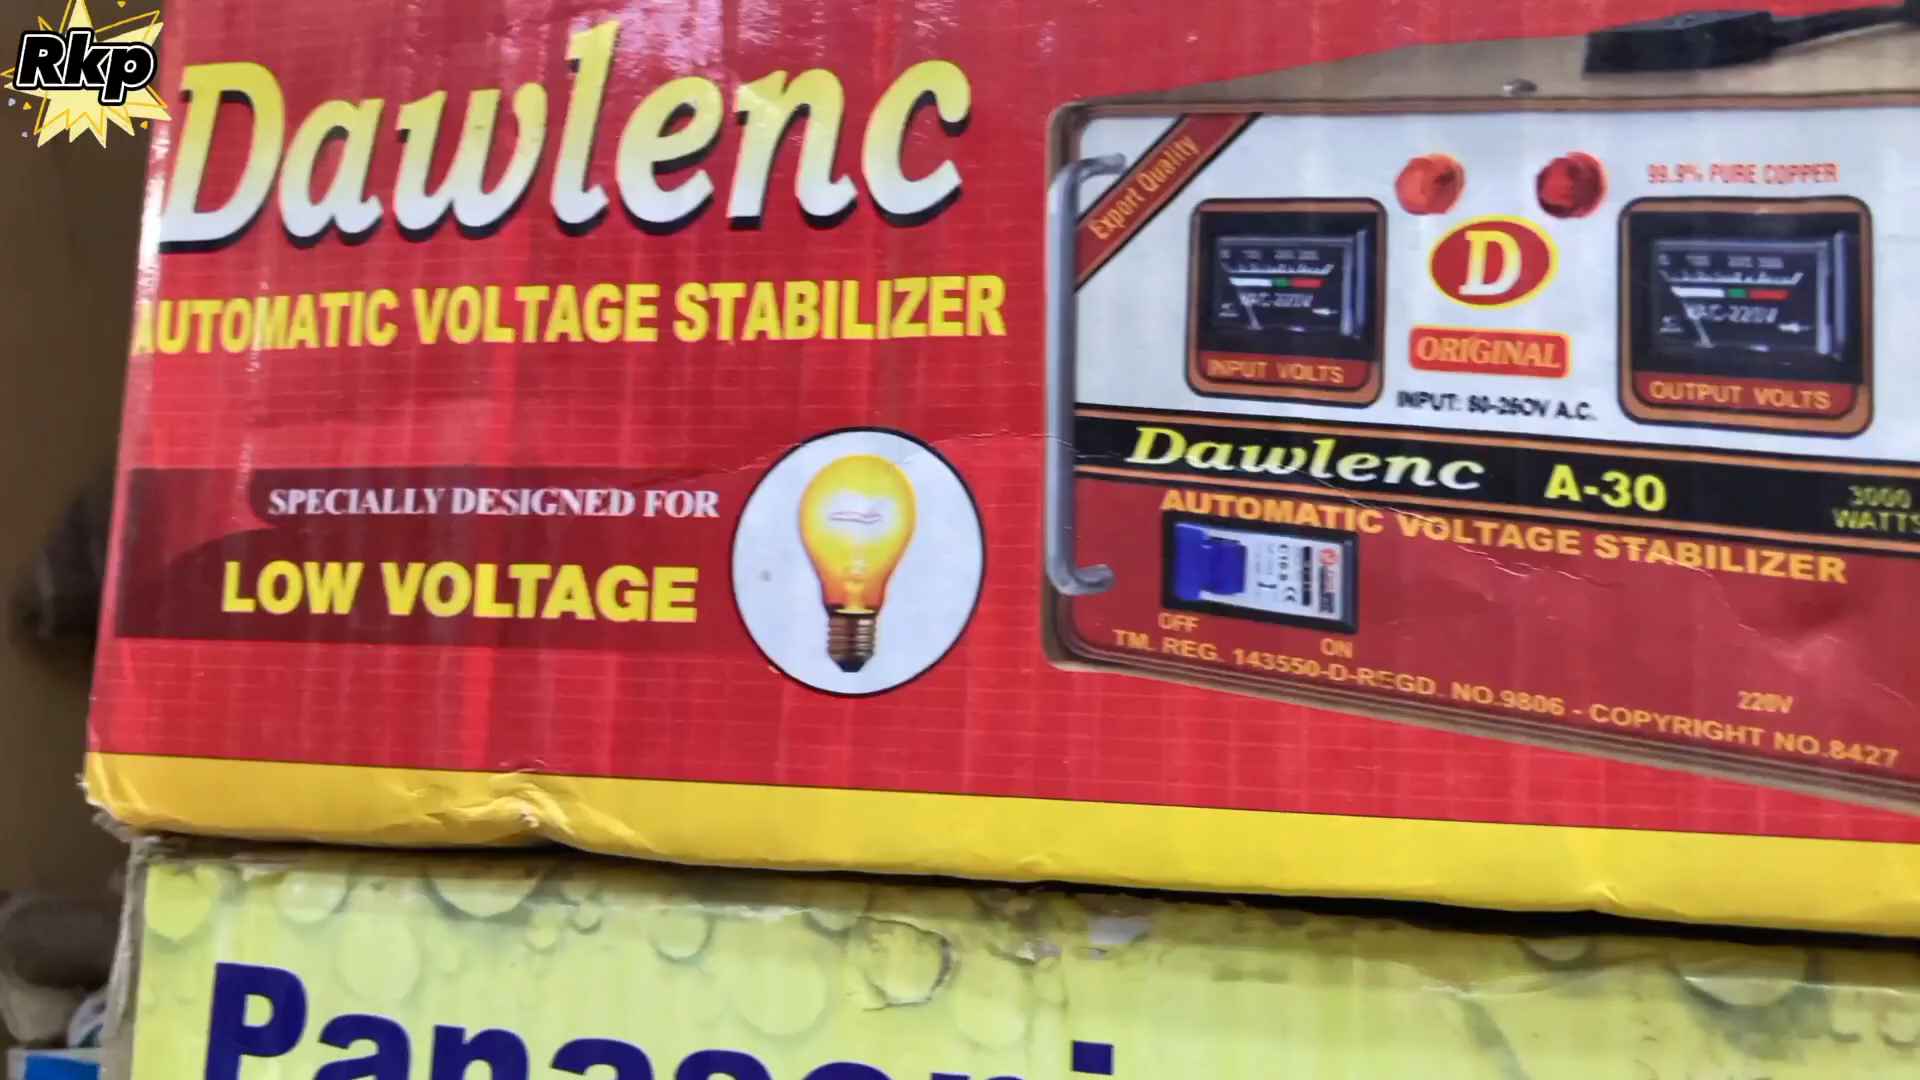 Rkp
Dawlenc
AUTOMATIC VOLTAGE STABILIZER
SPECIALLY DESIGNED FOR
LOW VOLTAGE
Export Quality
99.9% PURE COPPER
D
ORIGINAL
INPUT VOLTS
OUTPUT VOLTS
INPUT: 80-260V A.C.
Dawlenc A-30
3000 WATTS
AUTOMATIC VOLTAGE STABILIZER
OFF
ON
220V
TM. REG. 143550-D-REGD. NO.9806 - COPYRIGHT NO.8427
Panasoni